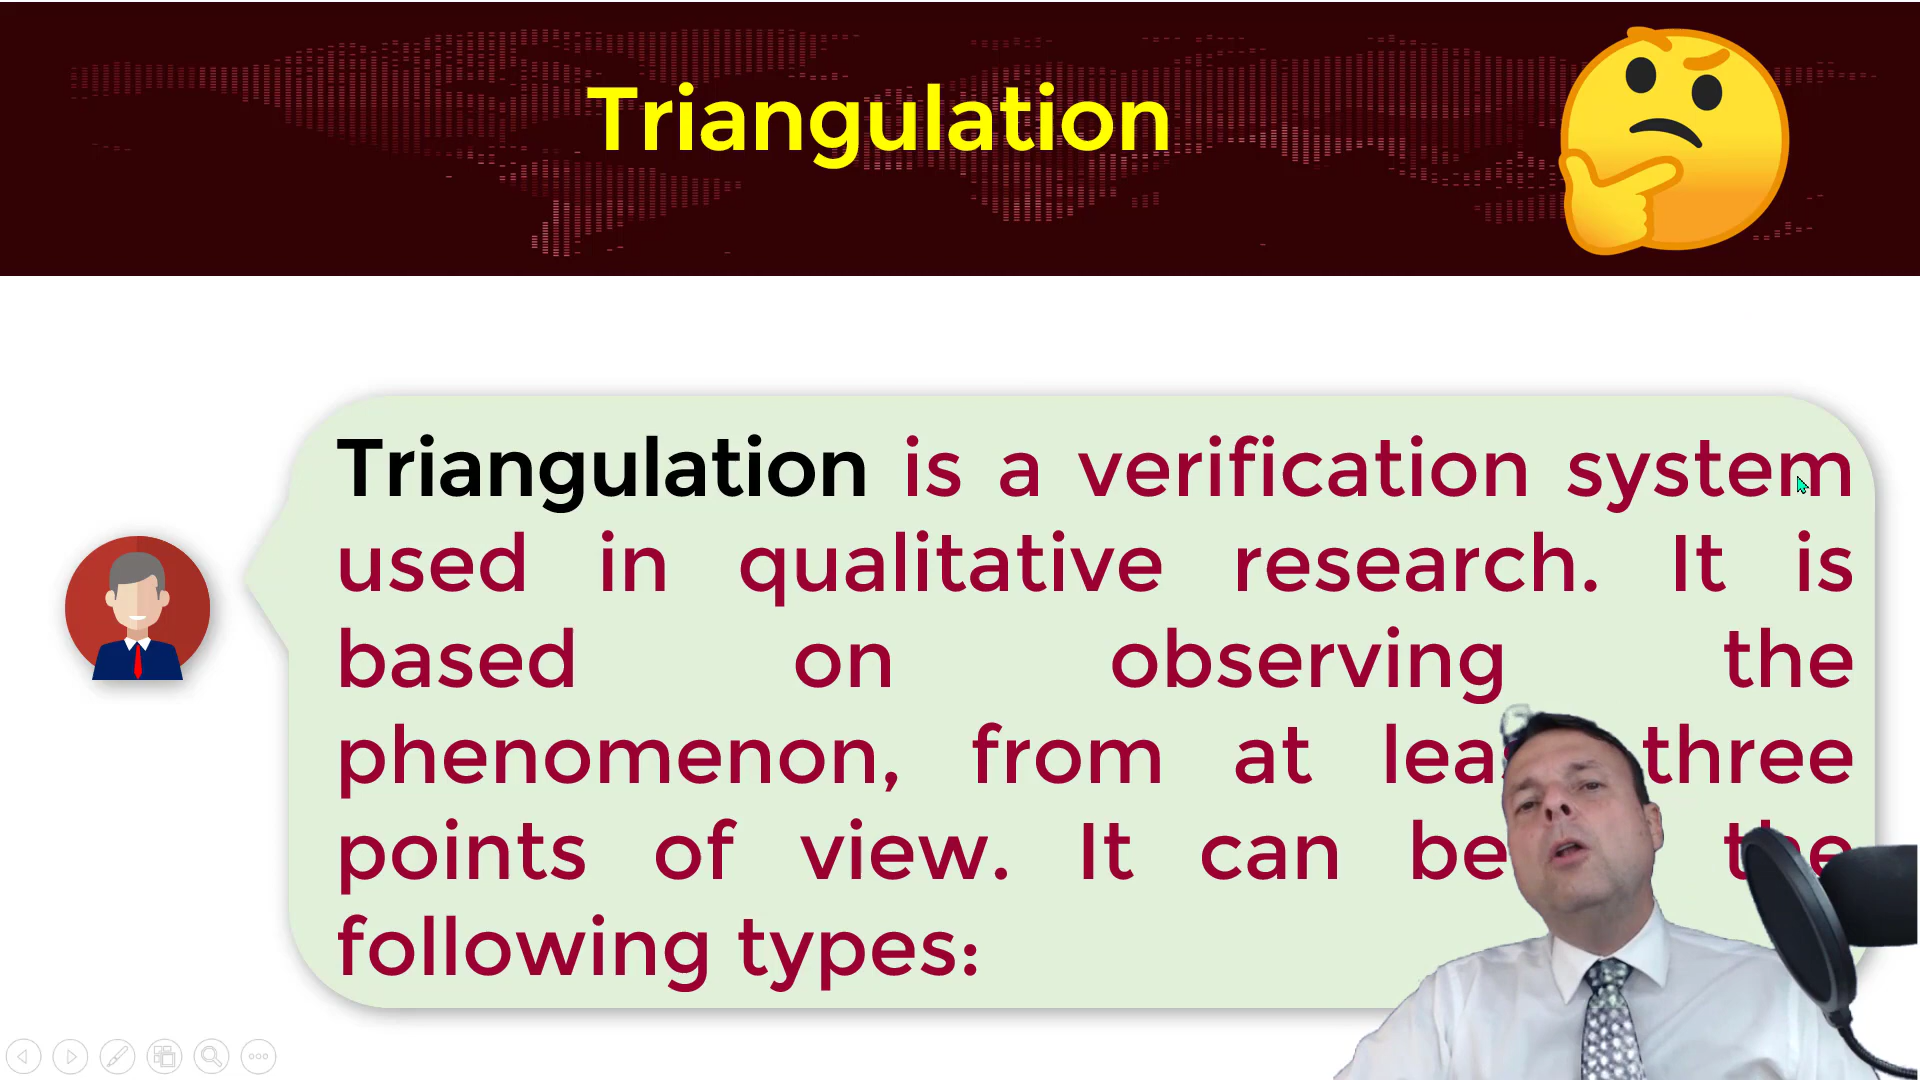 Triangulation
Triangulation is a verification system
used in qualitative research. It is
based on observing the
phenomenon, from at three
points of view. It can be
following types: